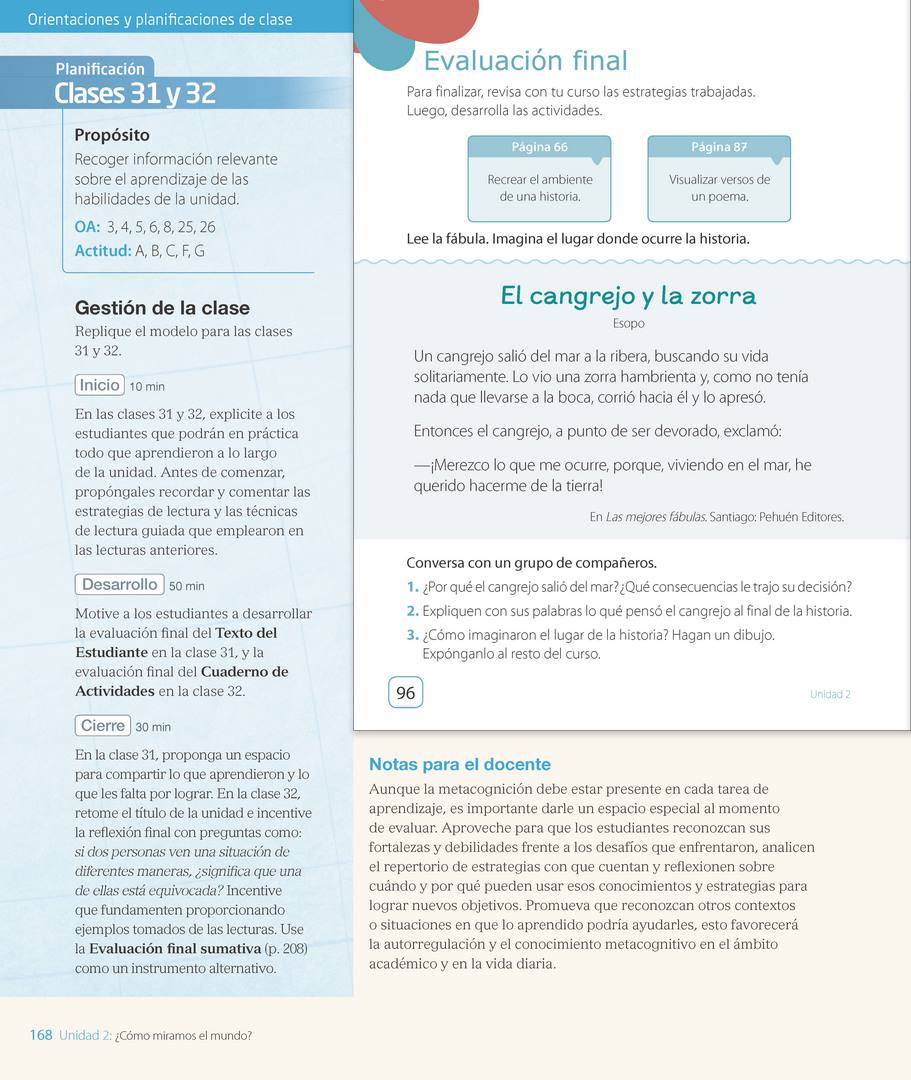 Orientaciones y planificaciones de clase
Planificación
Clases 31 y 32
Propósito
Recoger información relevante
sobre el aprendizaje de las
habilidades de la unidad.
OA: 3, 4, 5, 6, 8, 25, 26
Actitud: A, B, C, F, G
Gestión de la clase
Replique el modelo para las clases
31 y 32.
Inicio 10 min
En las clases 31 y 32, explicite a los
estudiantes que podrán en práctica
todo que aprendieron a lo largo
de la unidad. Antes de comenzar,
propóngales recordar y comentar las
estrategias de lectura y las técnicas
de lectura guiada que emplearon en
las lecturas anteriores.
Desarrollo 50 min
Motive a los estudiantes a desarrollar
la evaluación final del Texto del
Estudiante en la clase 31, y la
evaluación final del Cuaderno de
Actividades en la clase 32.
Cierre 30 min
En la clase 31, proponga un espacio
para compartir lo que aprendieron y lo
que les falta por lograr. En la clase 32,
retome el título de la unidad e incentive
la reflexión final con preguntas como:
si dos personas ven una situación de
diferentes maneras, ¿significa que una
de ellas está equivocada? Incentive
que fundamenten proporcionando
ejemplos tomados de las lecturas. Use
la Evaluación final sumativa (p. 208)
como un instrumento alternativo.
Evaluación final
Para finalizar, revisa con tu curso las estrategias trabajadas.
Luego, desarrolla las actividades.
Página 66
Recrear el ambiente
de una historia.
Página 87
Visualizar versos de
un poema.
Lee la fábula. Imagina el lugar donde ocurre la historia.
El cangrejo y la zorra
Esopo
Un cangrejo salió del mar a la ribera, buscando su vida
solitariamente. Lo vio una zorra hambrienta y, como no tenía
nada que llevarse a la boca, corrió hacia él y lo apresó.
Entonces el cangrejo, a punto de ser devorado, exclamó:
—¡Merezco lo que me ocurre, porque, viviendo en el mar, he
querido hacerme de la tierra!
En Las mejores fábulas. Santiago: Pehuén Editores.
Conversa con un grupo de compañeros.
1. ¿Por qué el cangrejo salió del mar? ¿Qué consecuencias le trajo su decisión?
2. Expliquen con sus palabras lo qué pensó el cangrejo al final de la historia.
3. ¿Cómo imaginaron el lugar de la historia? Hagan un dibujo.
Expónganlo al resto del curso.
96
Unidad 2
Notas para el docente
Aunque la metacognición debe estar presente en cada tarea de
aprendizaje, es importante darle un espacio especial al momento
de evaluar. Aproveche para que los estudiantes reconozcan sus
fortalezas y debilidades frente a los desafíos que enfrentaron, analicen
el repertorio de estrategias con que cuentan y reflexionen sobre
cuándo y por qué pueden usar esos conocimientos y estrategias para
lograr nuevos objetivos. Promueva que reconozcan otros contextos
o situaciones en que lo aprendido podría ayudarles, esto favorecerá
la autorregulación y el conocimiento metacognitivo en el ámbito
académico y en la vida diaria.
168 Unidad 2: ¿Cómo miramos el mundo?